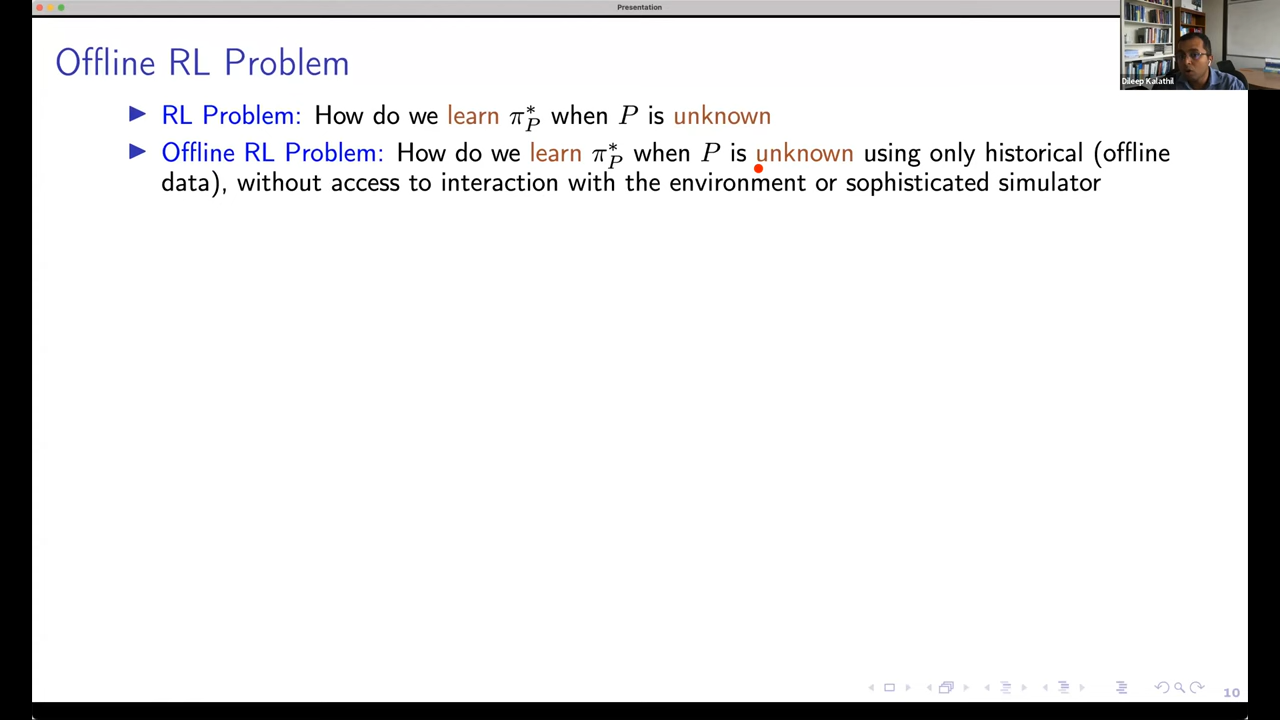 Presentation
Offline RL Problem
Dileep Kalathil
▶ RL Problem: How do we learn π*_P when P is unknown
▶ Offline RL Problem: How do we learn π*_P when P is unknown using only historical (offline
data), without access to interaction with the environment or sophisticated simulator
10